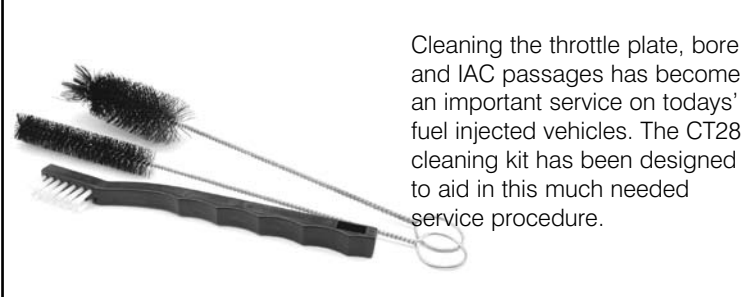 Cleaning the throttle plate, bore
and IAC passages has become
an important service on todays’
fuel injected vehicles. The CT28
cleaning kit has been designed
to aid in this much needed
service procedure.